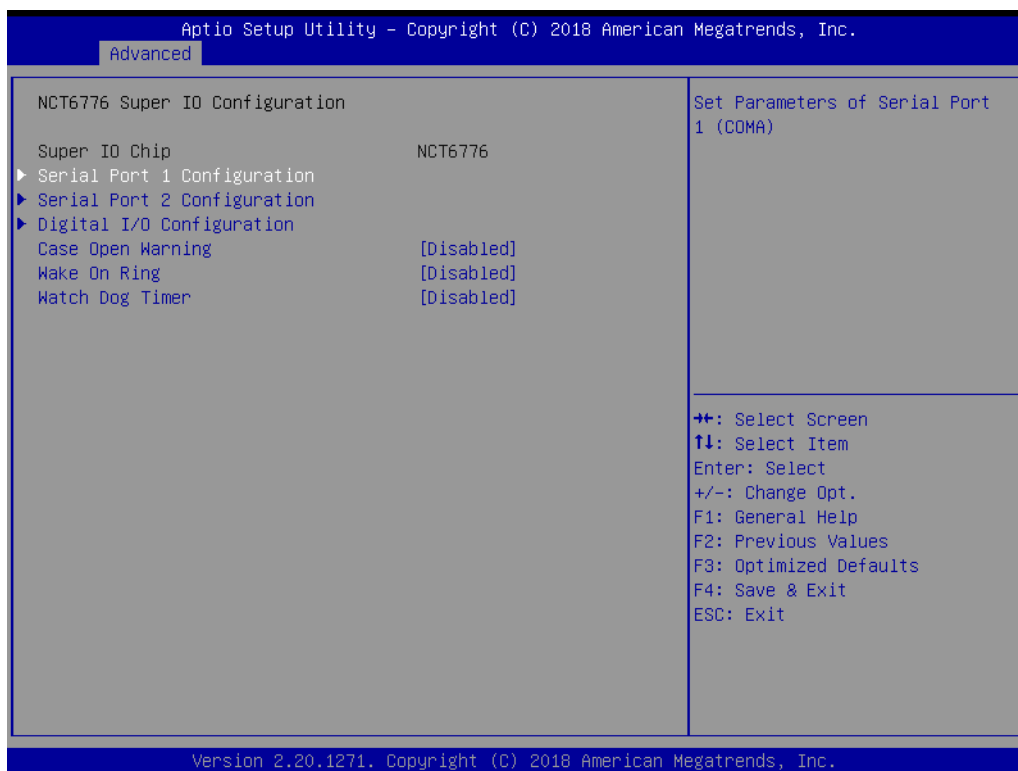 Aptio Setup Utility – Copyright (C) 2018 American Megatrends, Inc.
Advanced
NCT6776 Super IO Configuration
Super IO Chip NCT6776
▶ Serial Port 1 Configuration
▶ Serial Port 2 Configuration
▶ Digital I/O Configuration
Case Open Warning [Disabled]
Wake On Ring [Disabled]
Watch Dog Timer [Disabled]
Set Parameters of Serial Port
1 (COMA)
→←: Select Screen
↑↓: Select Item
Enter: Select
+/-: Change Opt.
F1: General Help
F2: Previous Values
F3: Optimized Defaults
F4: Save & Exit
ESC: Exit
Version 2.20.1271. Copyright (C) 2018 American Megatrends, Inc.